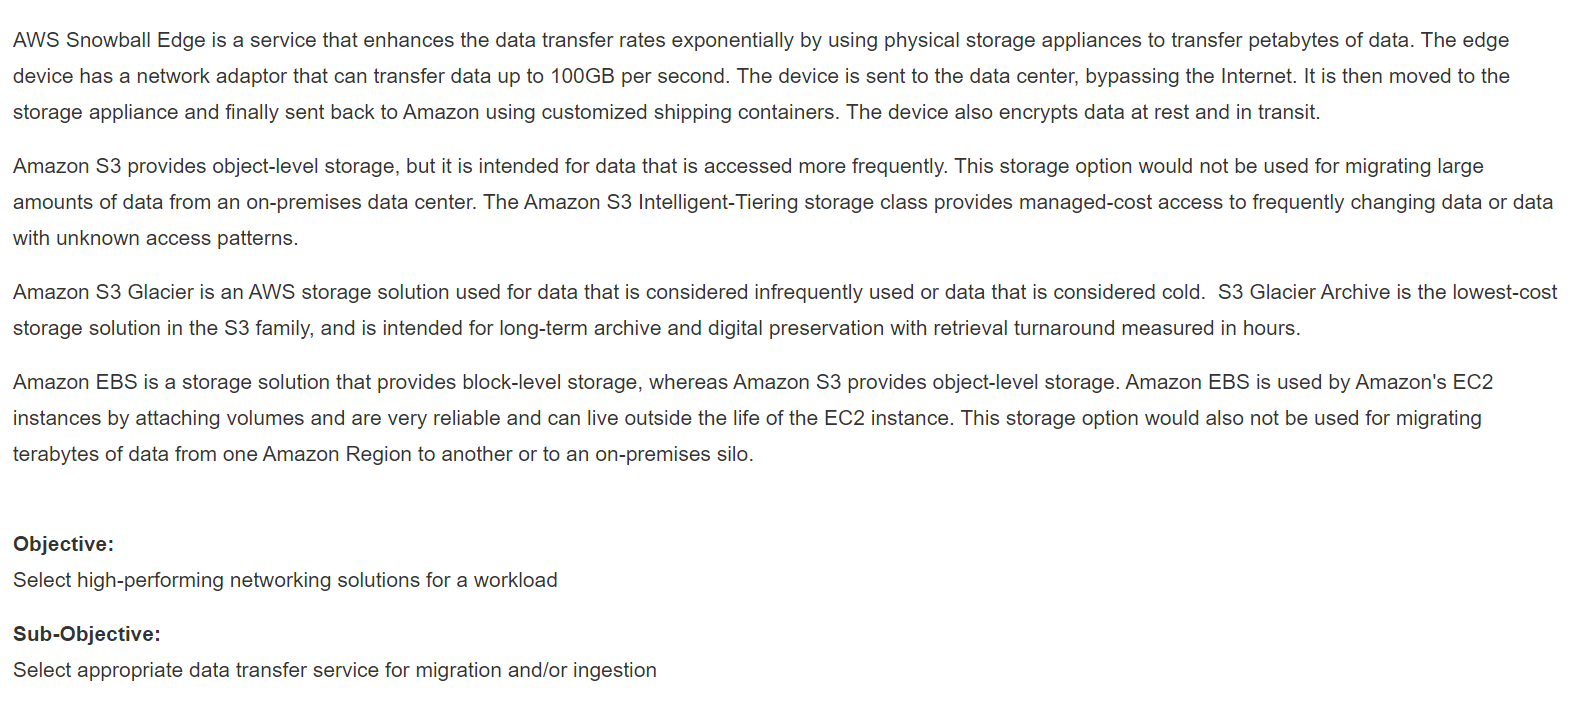 AWS Snowball Edge is a service that enhances the data transfer rates exponentially by using physical storage appliances to transfer petabytes of data. The edge
device has a network adaptor that can transfer data up to 100GB per second. The device is sent to the data center, bypassing the Internet. It is then moved to the
storage appliance and finally sent back to Amazon using customized shipping containers. The device also encrypts data at rest and in transit.
Amazon S3 provides object-level storage, but it is intended for data that is accessed more frequently. This storage option would not be used for migrating large
amounts of data from an on-premises data center. The Amazon S3 Intelligent-Tiering storage class provides managed-cost access to frequently changing data or data
with unknown access patterns.
Amazon S3 Glacier is an AWS storage solution used for data that is considered infrequently used or data that is considered cold.  S3 Glacier Archive is the lowest-cost
storage solution in the S3 family, and is intended for long-term archive and digital preservation with retrieval turnaround measured in hours.
Amazon EBS is a storage solution that provides block-level storage, whereas Amazon S3 provides object-level storage. Amazon EBS is used by Amazon's EC2
instances by attaching volumes and are very reliable and can live outside the life of the EC2 instance. This storage option would also not be used for migrating
terabytes of data from one Amazon Region to another or to an on-premises silo.
Objective:
Select high-performing networking solutions for a workload
Sub-Objective:
Select appropriate data transfer service for migration and/or ingestion